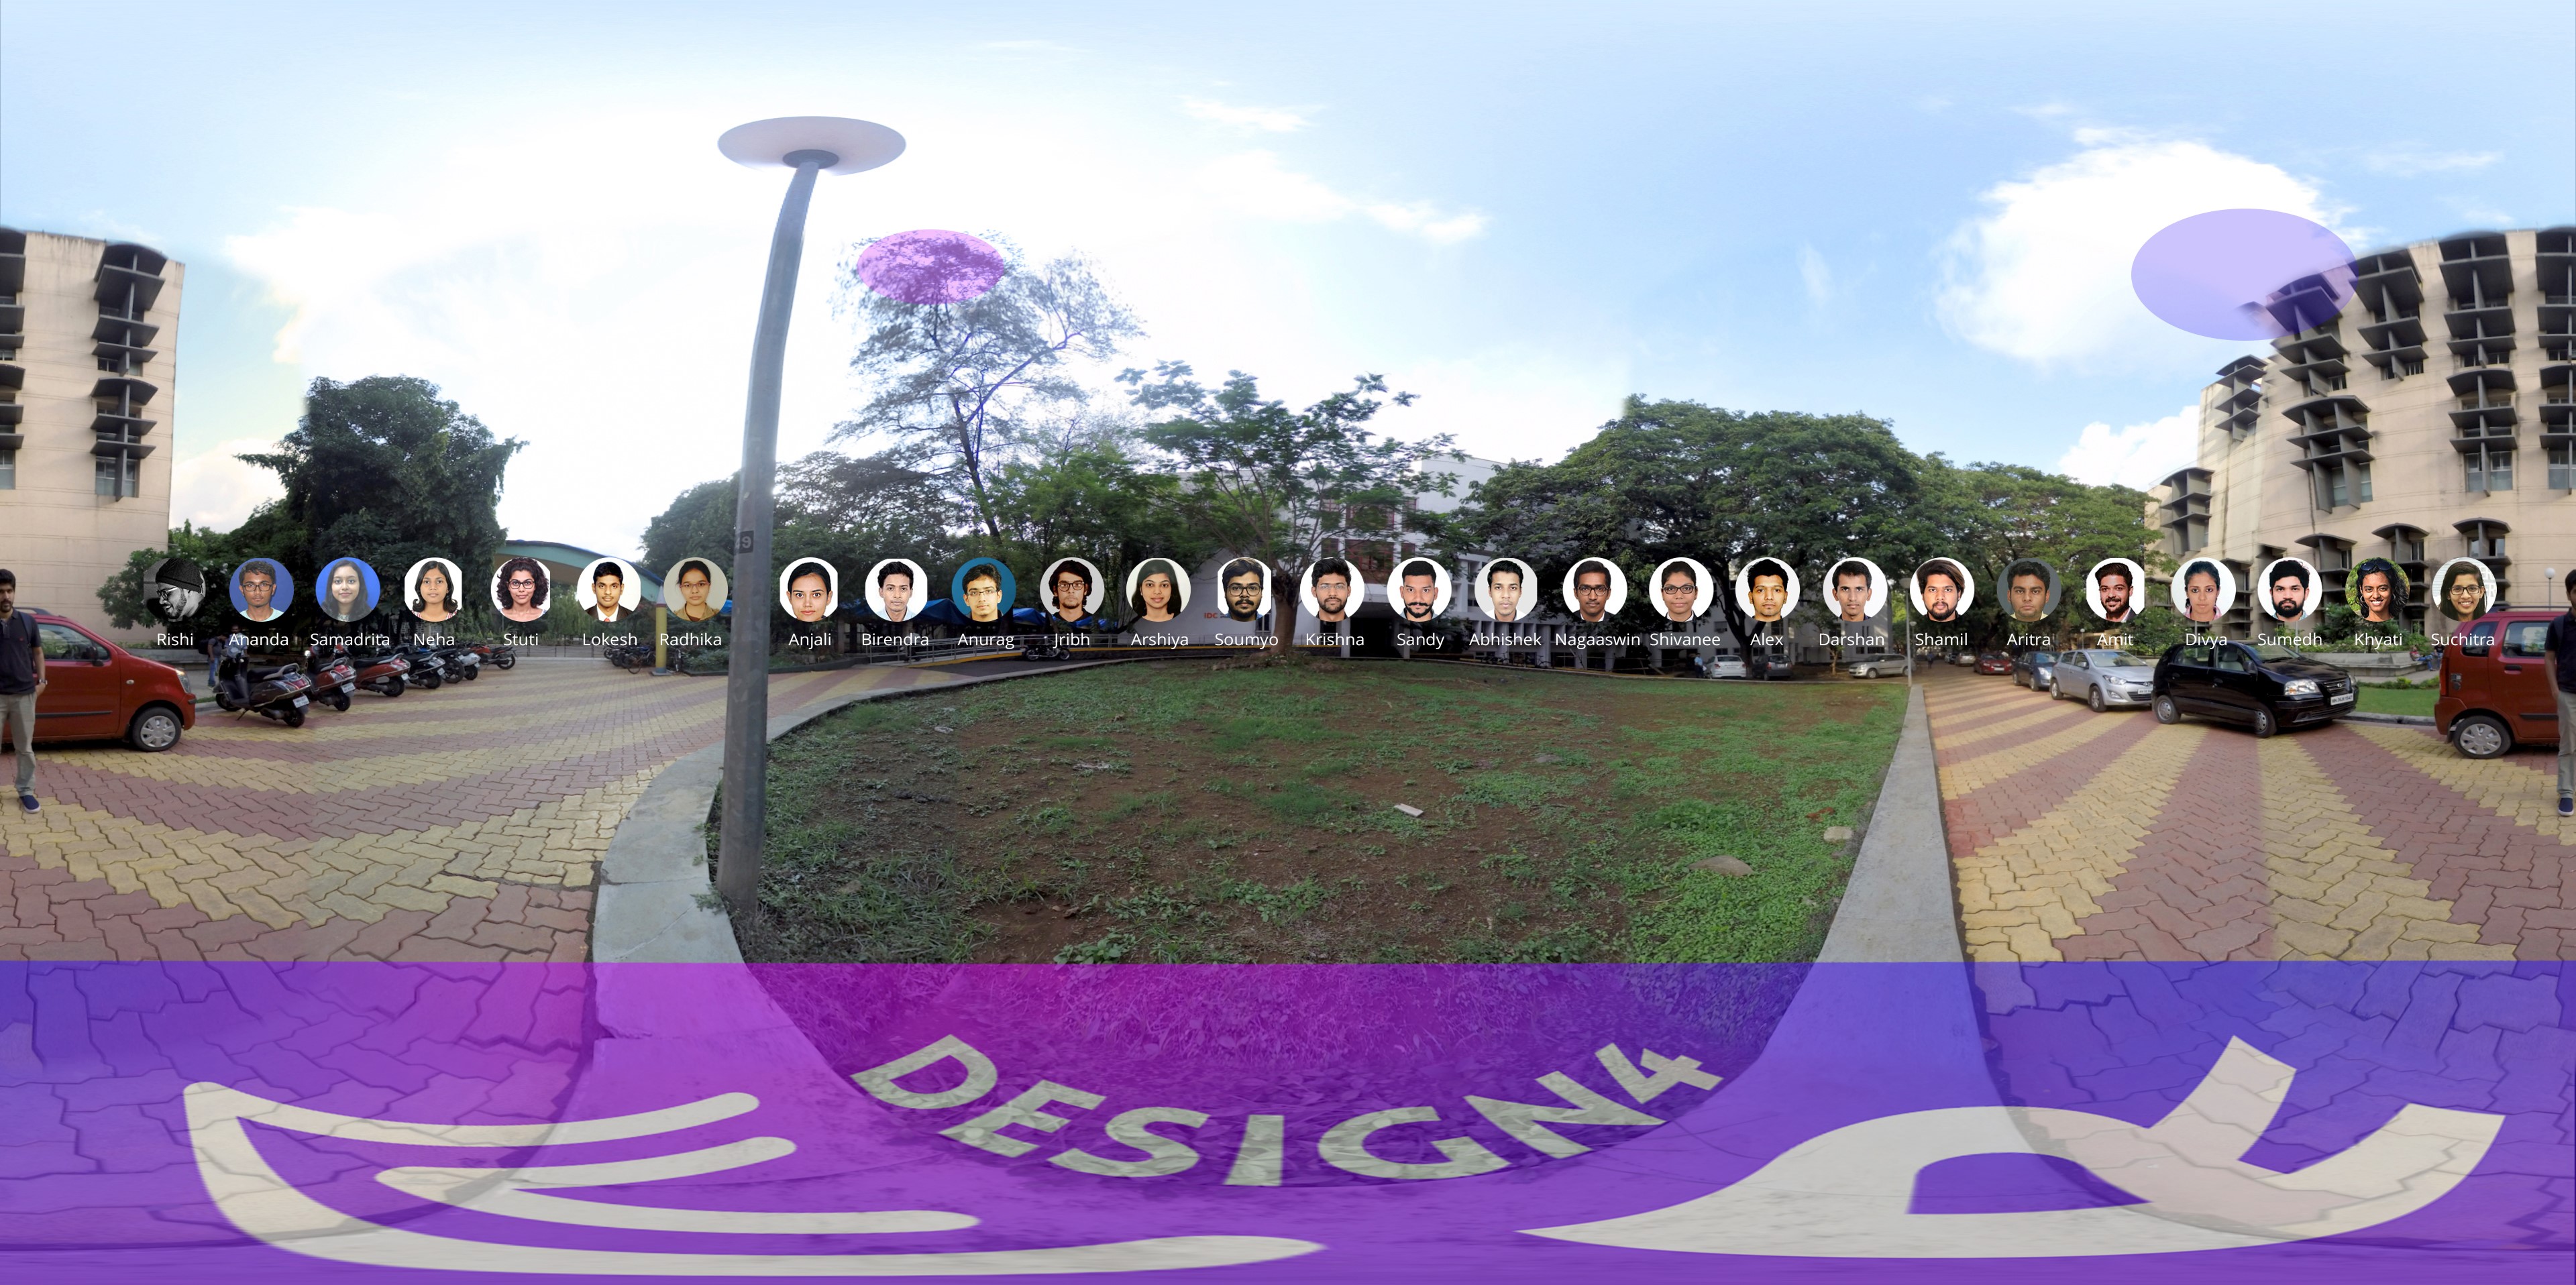 Rishi Ananda Samadrita Neha Stuti Lokesh Radhika Anjali Birendra Anurag Jribh Arshiya Soumyo Krishna Sandy Abhishek Nagaaswin Shivanee Alex Darshan Shamil Aritra Amit Divya Sumedh Khyati Suchitra
IDC
DESIGN4